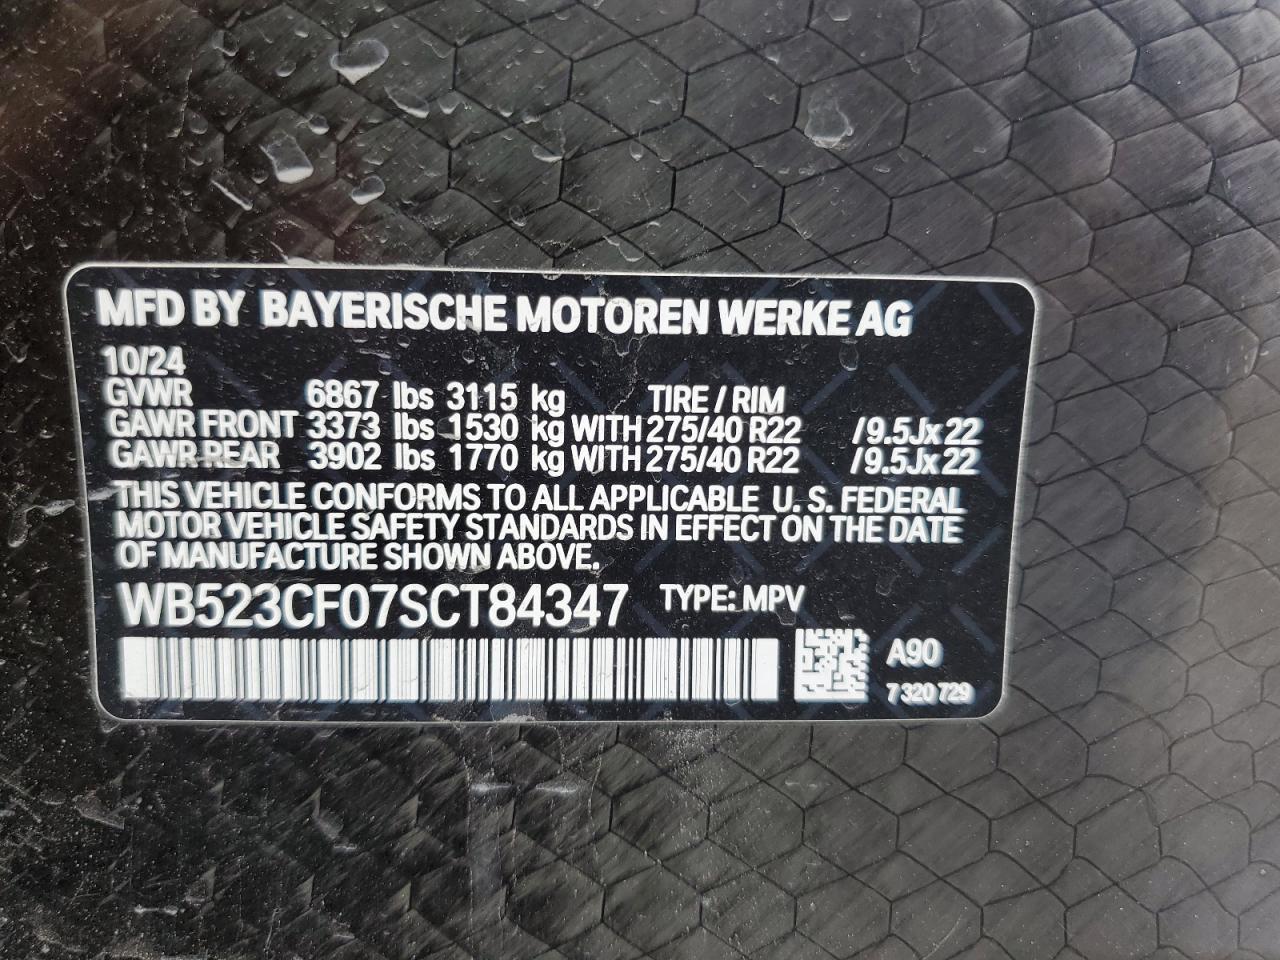 MFD BY BAYERISCHE MOTOREN WERKE AG
10/24
GVWR 6867 lbs 3115 kg TIRE / RIM
GAWR FRONT 3373 lbs 1530 kg WITH 275/40 R22 /9.5Jx22
GAWR REAR 3902 lbs 1770 kg WITH 275/40 R22 /9.5Jx22
THIS VEHICLE CONFORMS TO ALL APPLICABLE U. S. FEDERAL
MOTOR VEHICLE SAFETY STANDARDS IN EFFECT ON THE DATE
OF MANUFACTURE SHOWN ABOVE.
WB523CF07SCT84347 TYPE: MPV
A90
7 320 729